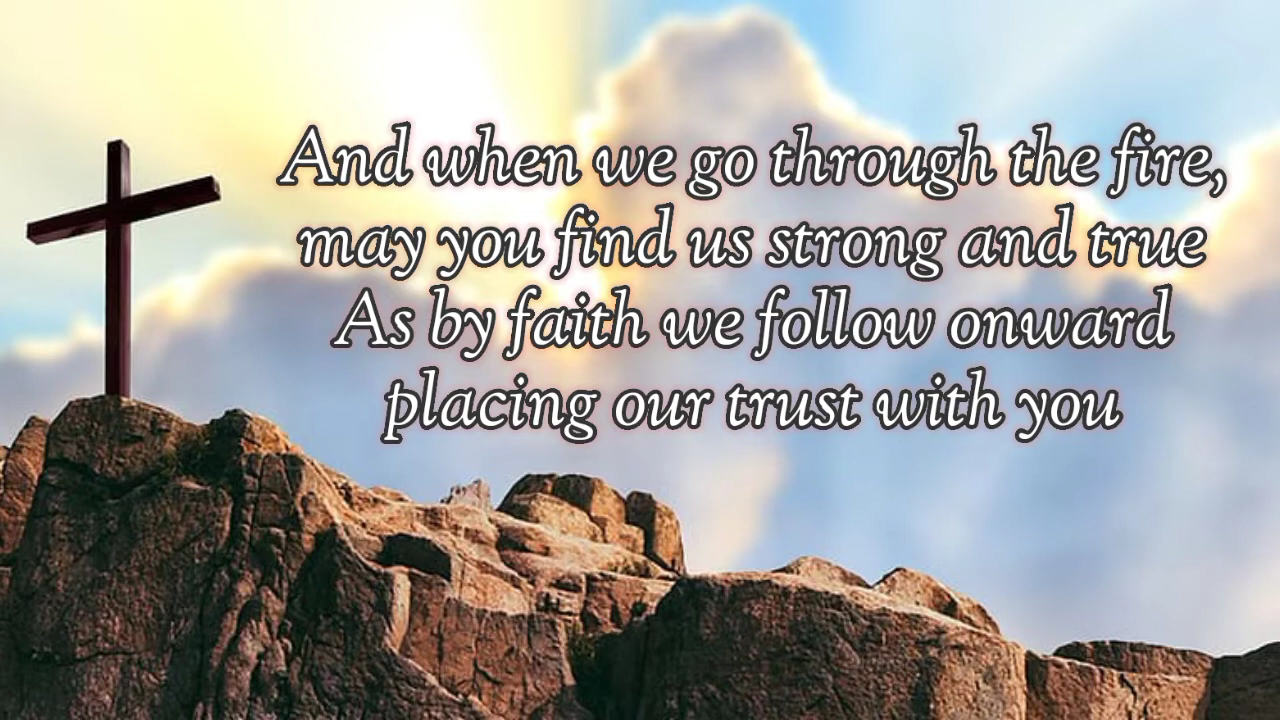 And when we go through the fire,
may you find us strong and true
As by faith we follow onward
placing our trust with you